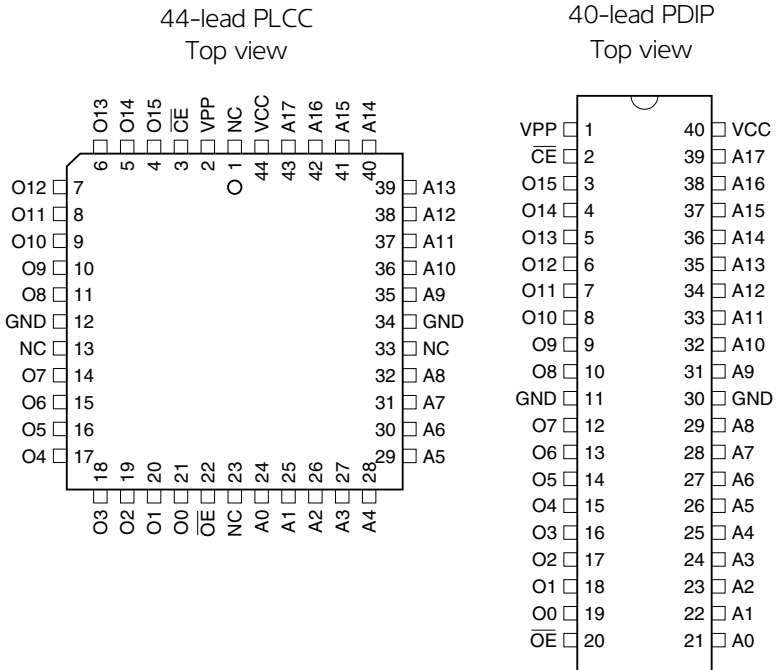 44-lead PLCC
Top view
O13 O14 O15 CE VPP NC VCC A17 A16 A15 A14
6 5 4 3 2 1 44 43 42 41 40
O12 7 39 A13
O11 8 38 A12
O10 9 37 A11
O9 10 36 A10
O8 11 35 A9
GND 12 34 GND
NC 13 33 NC
O7 14 32 A8
O6 15 31 A7
O5 16 30 A6
O4 17 29 A5
18 19 20 21 22 23 24 25 26 27 28
O3 O2 O1 O0 OE NC A0 A1 A2 A3 A4
40-lead PDIP
Top view
VPP 1 40 VCC
CE 2 39 A17
O15 3 38 A16
O14 4 37 A15
O13 5 36 A14
O12 6 35 A13
O11 7 34 A12
O10 8 33 A11
O9 9 32 A10
O8 10 31 A9
GND 11 30 GND
O7 12 29 A8
O6 13 28 A7
O5 14 27 A6
O4 15 26 A5
O3 16 25 A4
O2 17 24 A3
O1 18 23 A2
O0 19 22 A1
OE 20 21 A0